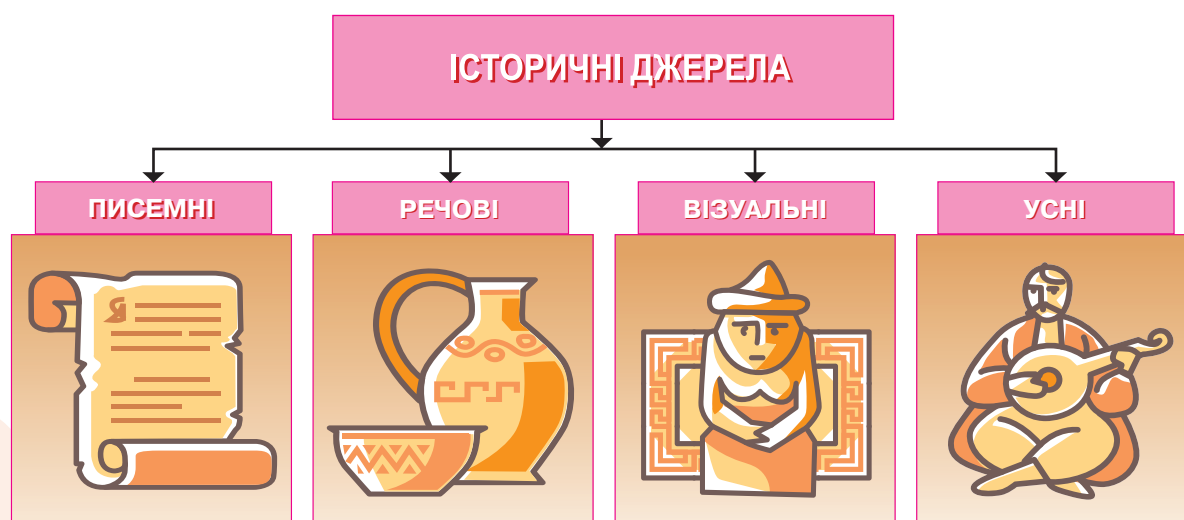 ІСТОРИЧНІ ДЖЕРЕЛА
ПИСЕМНІ
РЕЧОВІ
ВІЗУАЛЬНІ
УСНІ